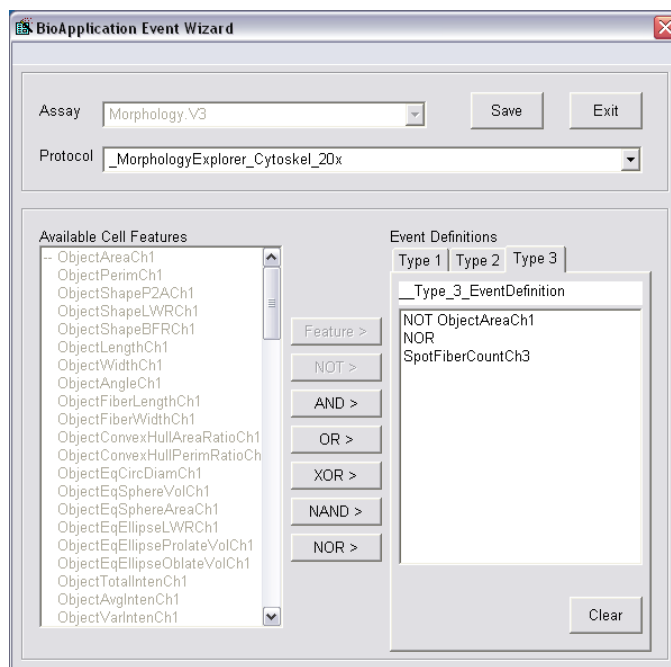 BioApplication Event Wizard
Assay
Morphology.V3
Save
Exit
Protocol
_MorphologyExplorer_Cytoskel_20x
Available Cell Features
-- ObjectAreaCh1
ObjectPerimCh1
ObjectShapeP2ACh1
ObjectShapeLWRCh1
ObjectShapeBFRCh1
ObjectLengthCh1
ObjectWidthCh1
ObjectAngleCh1
ObjectFiberLengthCh1
ObjectFiberWidthCh1
ObjectConvexHullAreaRatioCh1
ObjectConvexHullPerimRatioCh
ObjectEqCircDiamCh1
ObjectEqSphereVolCh1
ObjectEqSphereAreaCh1
ObjectEqEllipseLWRCh1
ObjectEqEllipseProlateVolCh1
ObjectEqEllipseOblateVolCh1
ObjectTotalIntenCh1
ObjectAvgIntenCh1
ObjectVarIntenCh1
Feature >
NOT >
AND >
OR >
XOR >
NAND >
NOR >
Event Definitions
Type 1 Type 2 Type 3
__Type_3_EventDefinition
NOT ObjectAreaCh1
NOR
SpotFiberCountCh3
Clear